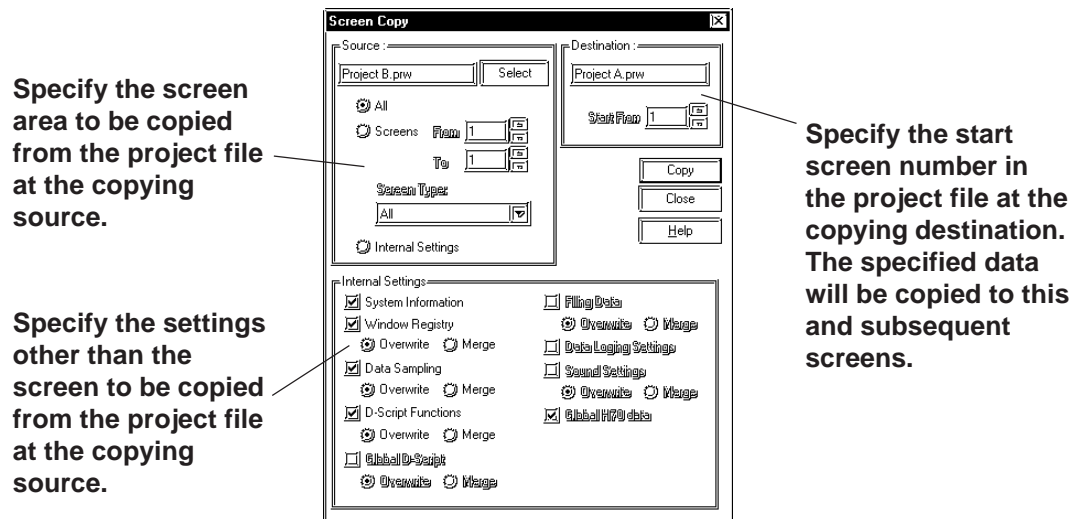 Screen Copy
Specify the screen
area to be copied
from the project file
at the copying
source.
Specify the settings
other than the
screen to be copied
from the project file
at the copying
source.
Source :
Project B.prw
Select
All
Screens From 1
To 1
Screen Type:
All
Internal Settings
Destination :
Project A.prw
Start From 1
Copy
Close
Help
Internal Settings
System Information
Window Registry
Overwrite Merge
Data Sampling
Overwrite Merge
D-Script Functions
Overwrite Merge
Global D-Script
Overwrite Merge
Filing Data
Overwrite Merge
Data Loging Settings
Sound Settings
Overwrite Merge
Global H70 data
Specify the start
screen number in
the project file at the
copying destination.
The specified data
will be copied to this
and subsequent
screens.